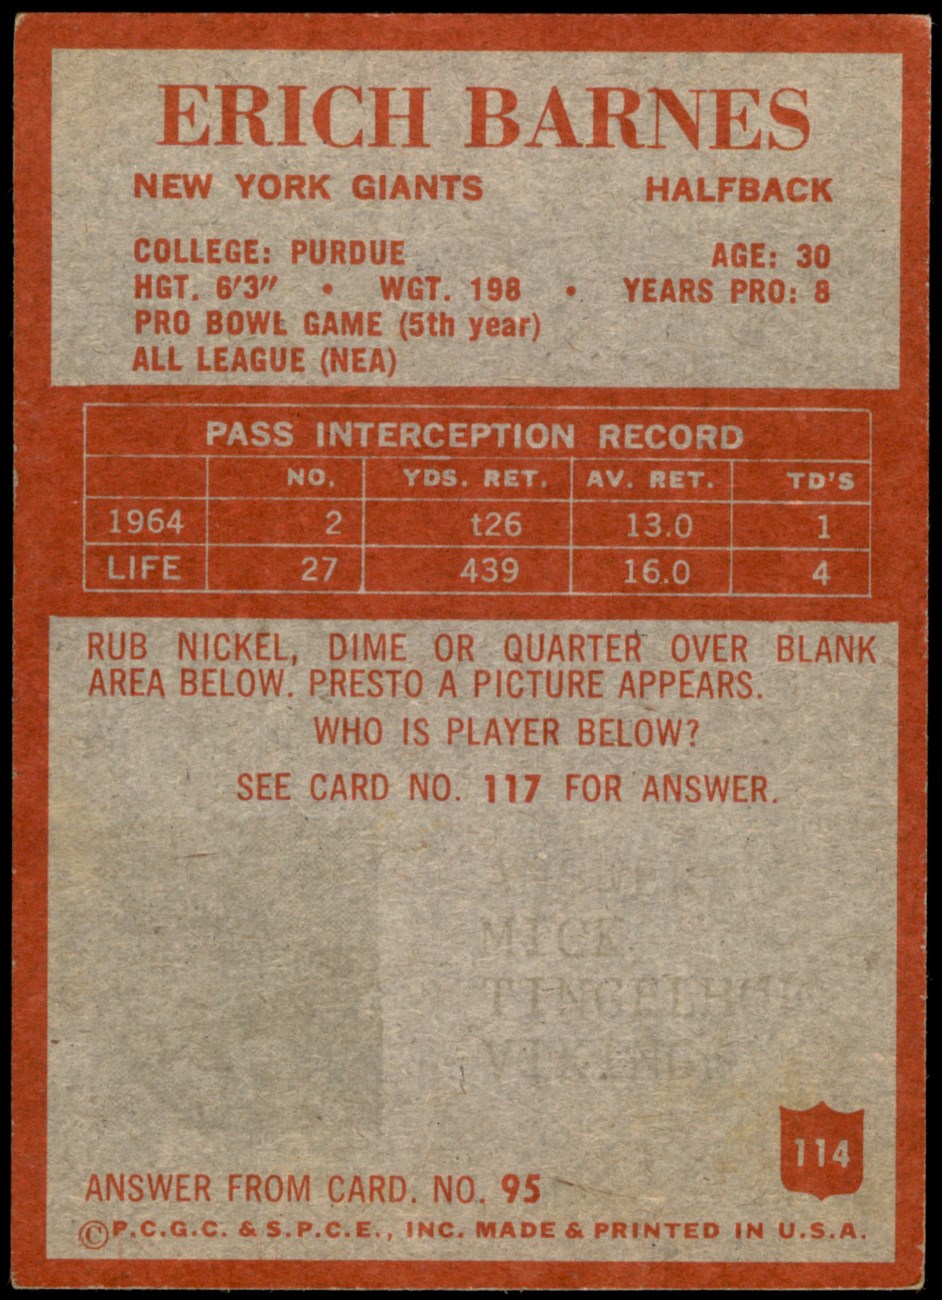 ERICH BARNES
NEW YORK GIANTS HALFBACK
COLLEGE: PURDUE AGE: 30
HGT. 6'3" • WGT. 198 • YEARS PRO: 8
PRO BOWL GAME (5th year)
ALL LEAGUE (NEA)
PASS INTERCEPTION RECORD
NO. YDS. RET. AV. RET. TD'S
1964 2 t26 13.0 1
LIFE 27 439 16.0 4
RUB NICKEL, DIME OR QUARTER OVER BLANK
AREA BELOW. PRESTO A PICTURE APPEARS.
WHO IS PLAYER BELOW?
SEE CARD NO. 117 FOR ANSWER.
MICK
114
ANSWER FROM CARD. NO. 95
©P.C.G.C. & S.P.C.E., INC. MADE & PRINTED IN U.S.A.